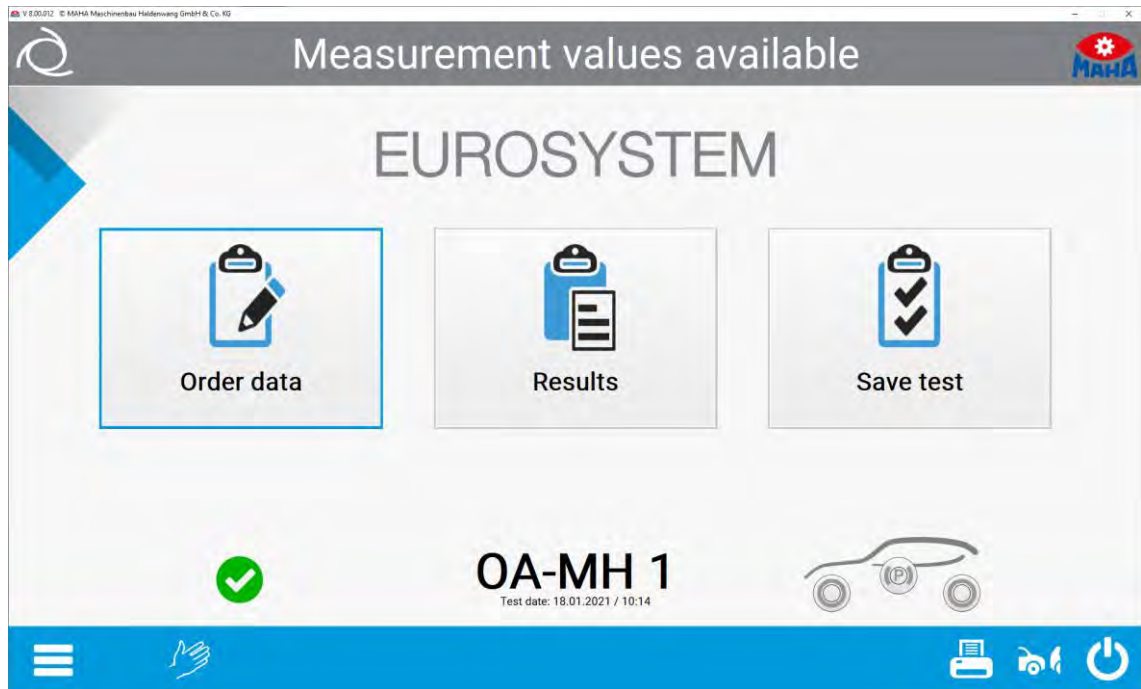 V 8.00.012 © MAHA Maschinenbau Haldenwang GmbH & Co. KG
Measurement values available
MAHA
EUROSYSTEM
Order data
Results
Save test
OA-MH 1
Test date: 18.01.2021 / 10:14
(P)